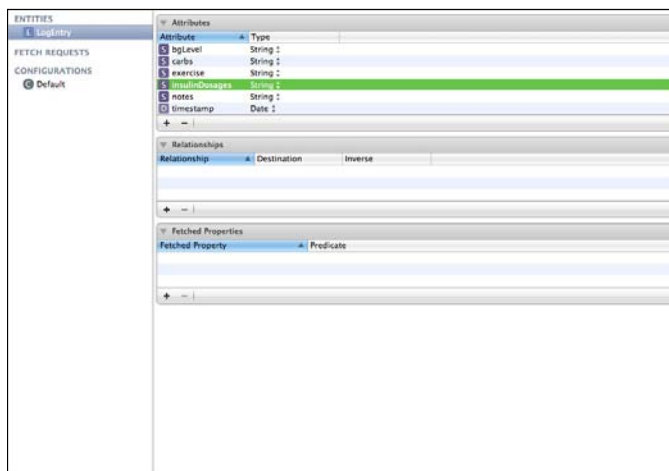 ENTITIES
E LogEntry
FETCH REQUESTS
CONFIGURATIONS
C Default
Attributes
Attribute Type
S bgLevel String
S carbs String
S exercise String
S insulinDosages String
S notes String
D timestamp Date
+ −
Relationships
Relationship Destination Inverse
+ −
Fetched Properties
Fetched Property Predicate
+ −